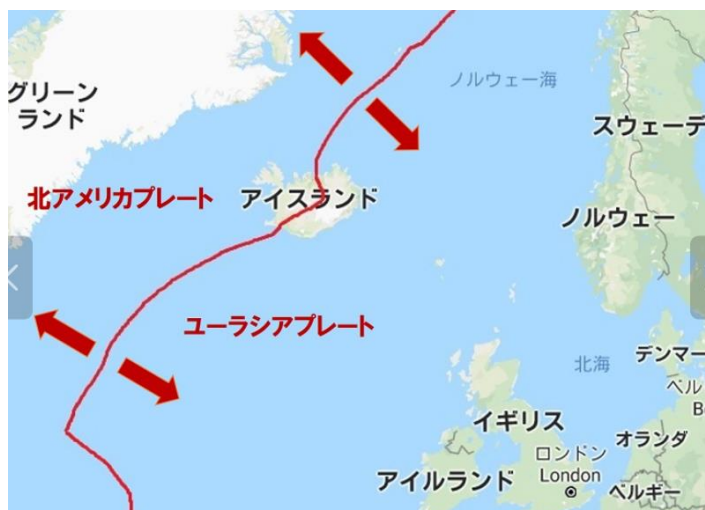 グリーン
ランド
ノルウェー海
スウェーデ
北アメリカプレート
アイスランド
ノルウェー
ユーラシアプレート
北海
デンマー
ベル
Be
イギリス
オランダ
ロンドン
London
アイルランド
ベルギー